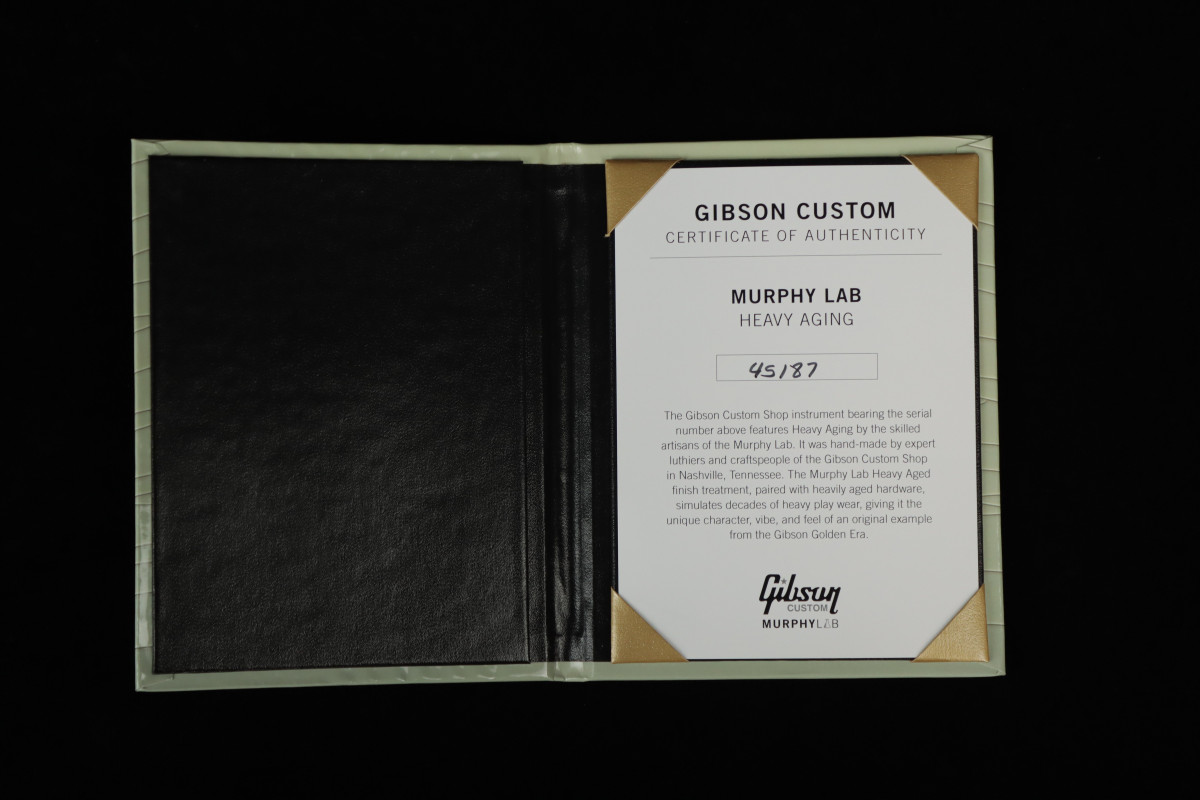 GIBSON CUSTOM
CERTIFICATE OF AUTHENTICITY
MURPHY LAB
HEAVY AGING
45187
The Gibson Custom Shop instrument bearing the serial
number above features Heavy Aging by the skilled
artisans of the Murphy Lab. It was hand-made by expert
luthiers and craftspeople of the Gibson Custom Shop
in Nashville, Tennessee. The Murphy Lab Heavy Aged
finish treatment, paired with heavily aged hardware,
simulates decades of heavy play wear, giving it the
unique character, vibe, and feel of an original example
from the Gibson Golden Era.
Gibson
CUSTOM
MURPHYLAB